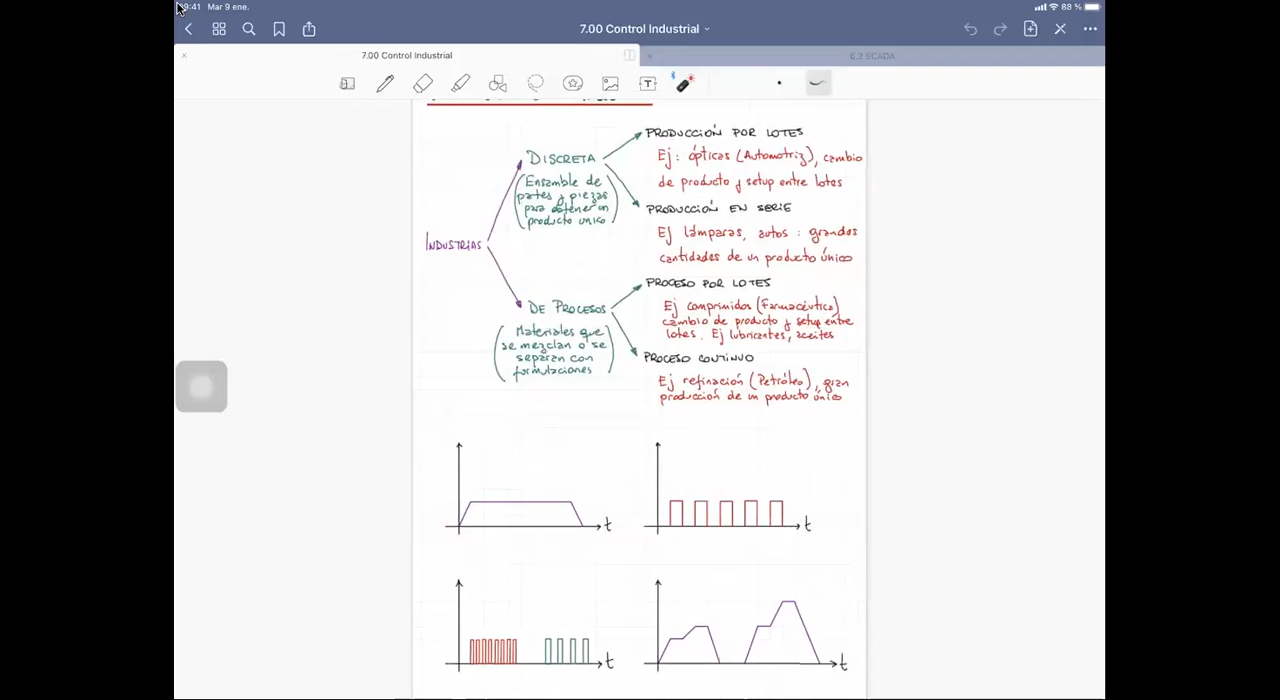 09:41 Mar 9 ene.
88 %
7.00 Control Industrial
7.00 Control Industrial
6.2 SCADA
INDUSTRIAS
DISCRETA
(Ensamble de
partes y piezas
para obtener un
producto único)
PRODUCCIÓN POR LOTES
Ej: ópticas (Automotriz), cambio
de producto y setup entre lotes
PRODUCCIÓN EN SERIE
Ej lámparas, autos : grandes
cantidades de un producto único
DE PROCESOS
(Materiales que
se mezclan o se
separan con
formulaciones)
PROCESO POR LOTES
Ej comprimidos (Farmacéutica)
cambio de producto y setup entre
lotes. Ej lubricantes, aceites
PROCESO CONTINUO
Ej refinación (Petróleo), gran
producción de un producto único
t
t
t
t